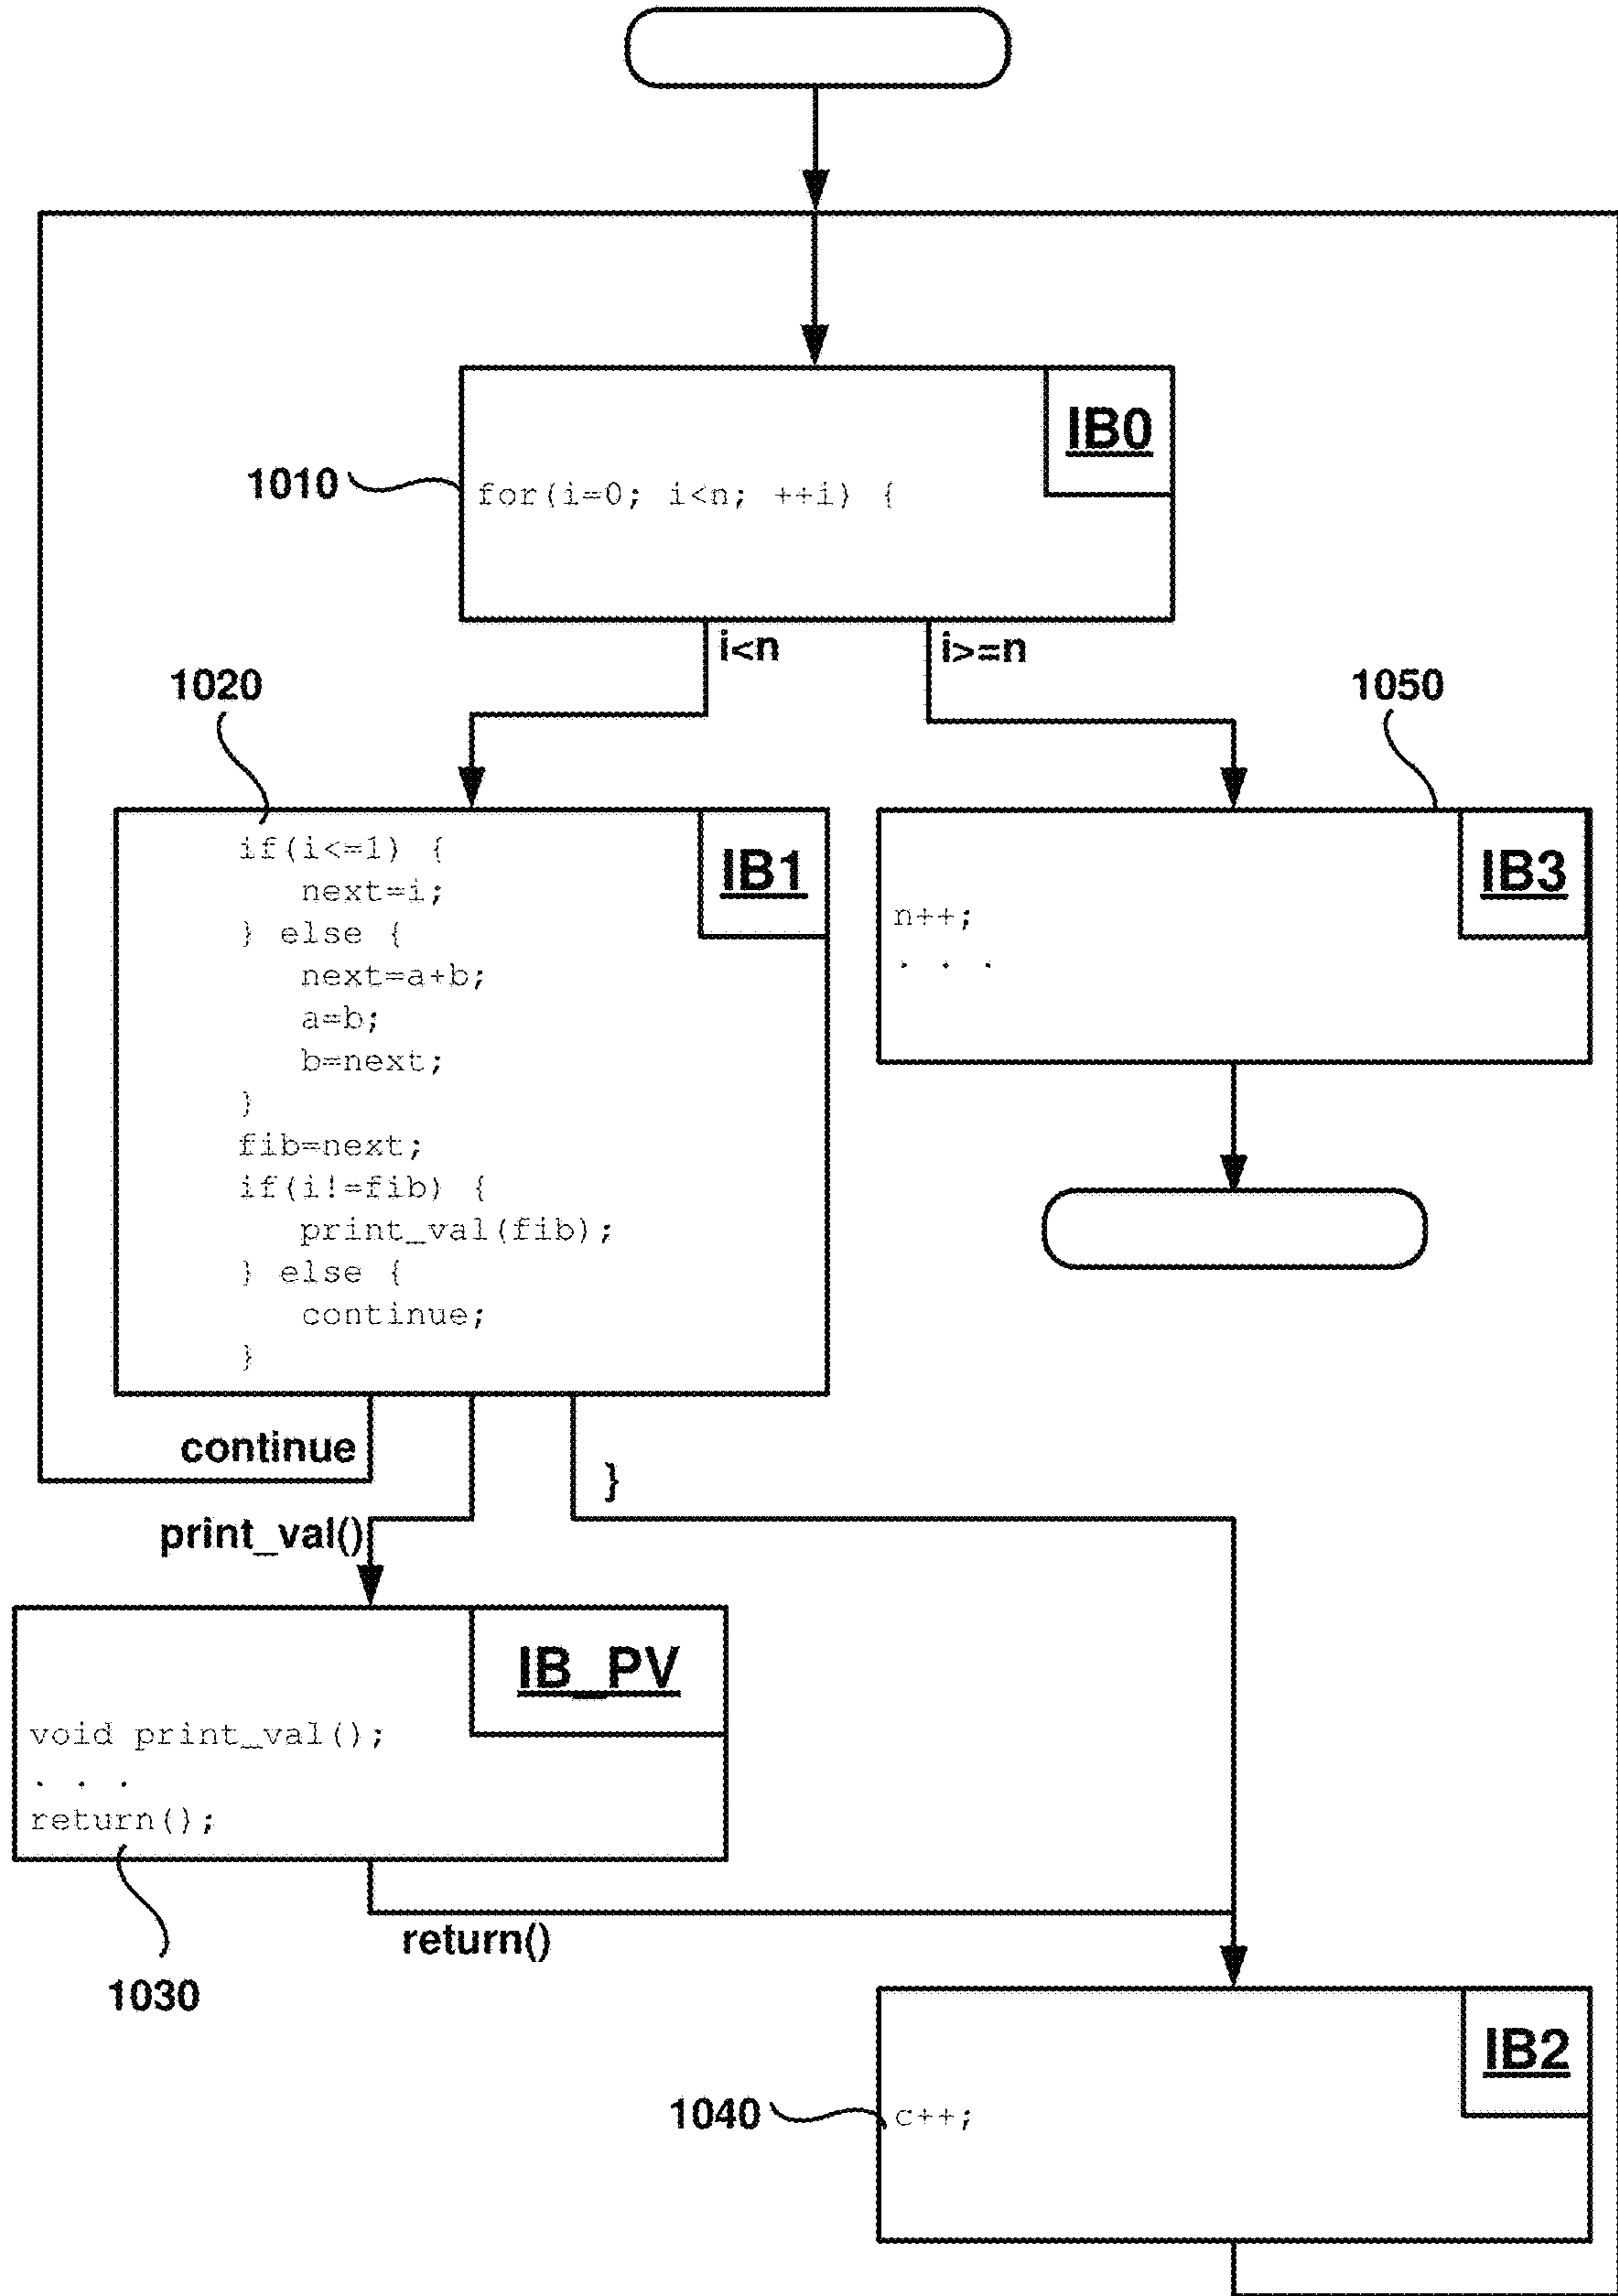 IB0
1010
for(i=0; i<n; ++i) {
i<n
i>=n
1020
1050
IB1
if(i<=1) {
next=i;
} else {
next=a+b;
a=b;
b=next;
}
fib=next;
if(i!=fib) {
print_val(fib);
} else {
continue;
}
IB3
n++;
. . .
continue
}
print_val()
IB_PV
void print_val();
. . .
return();
return()
1030
IB2
1040
c++;